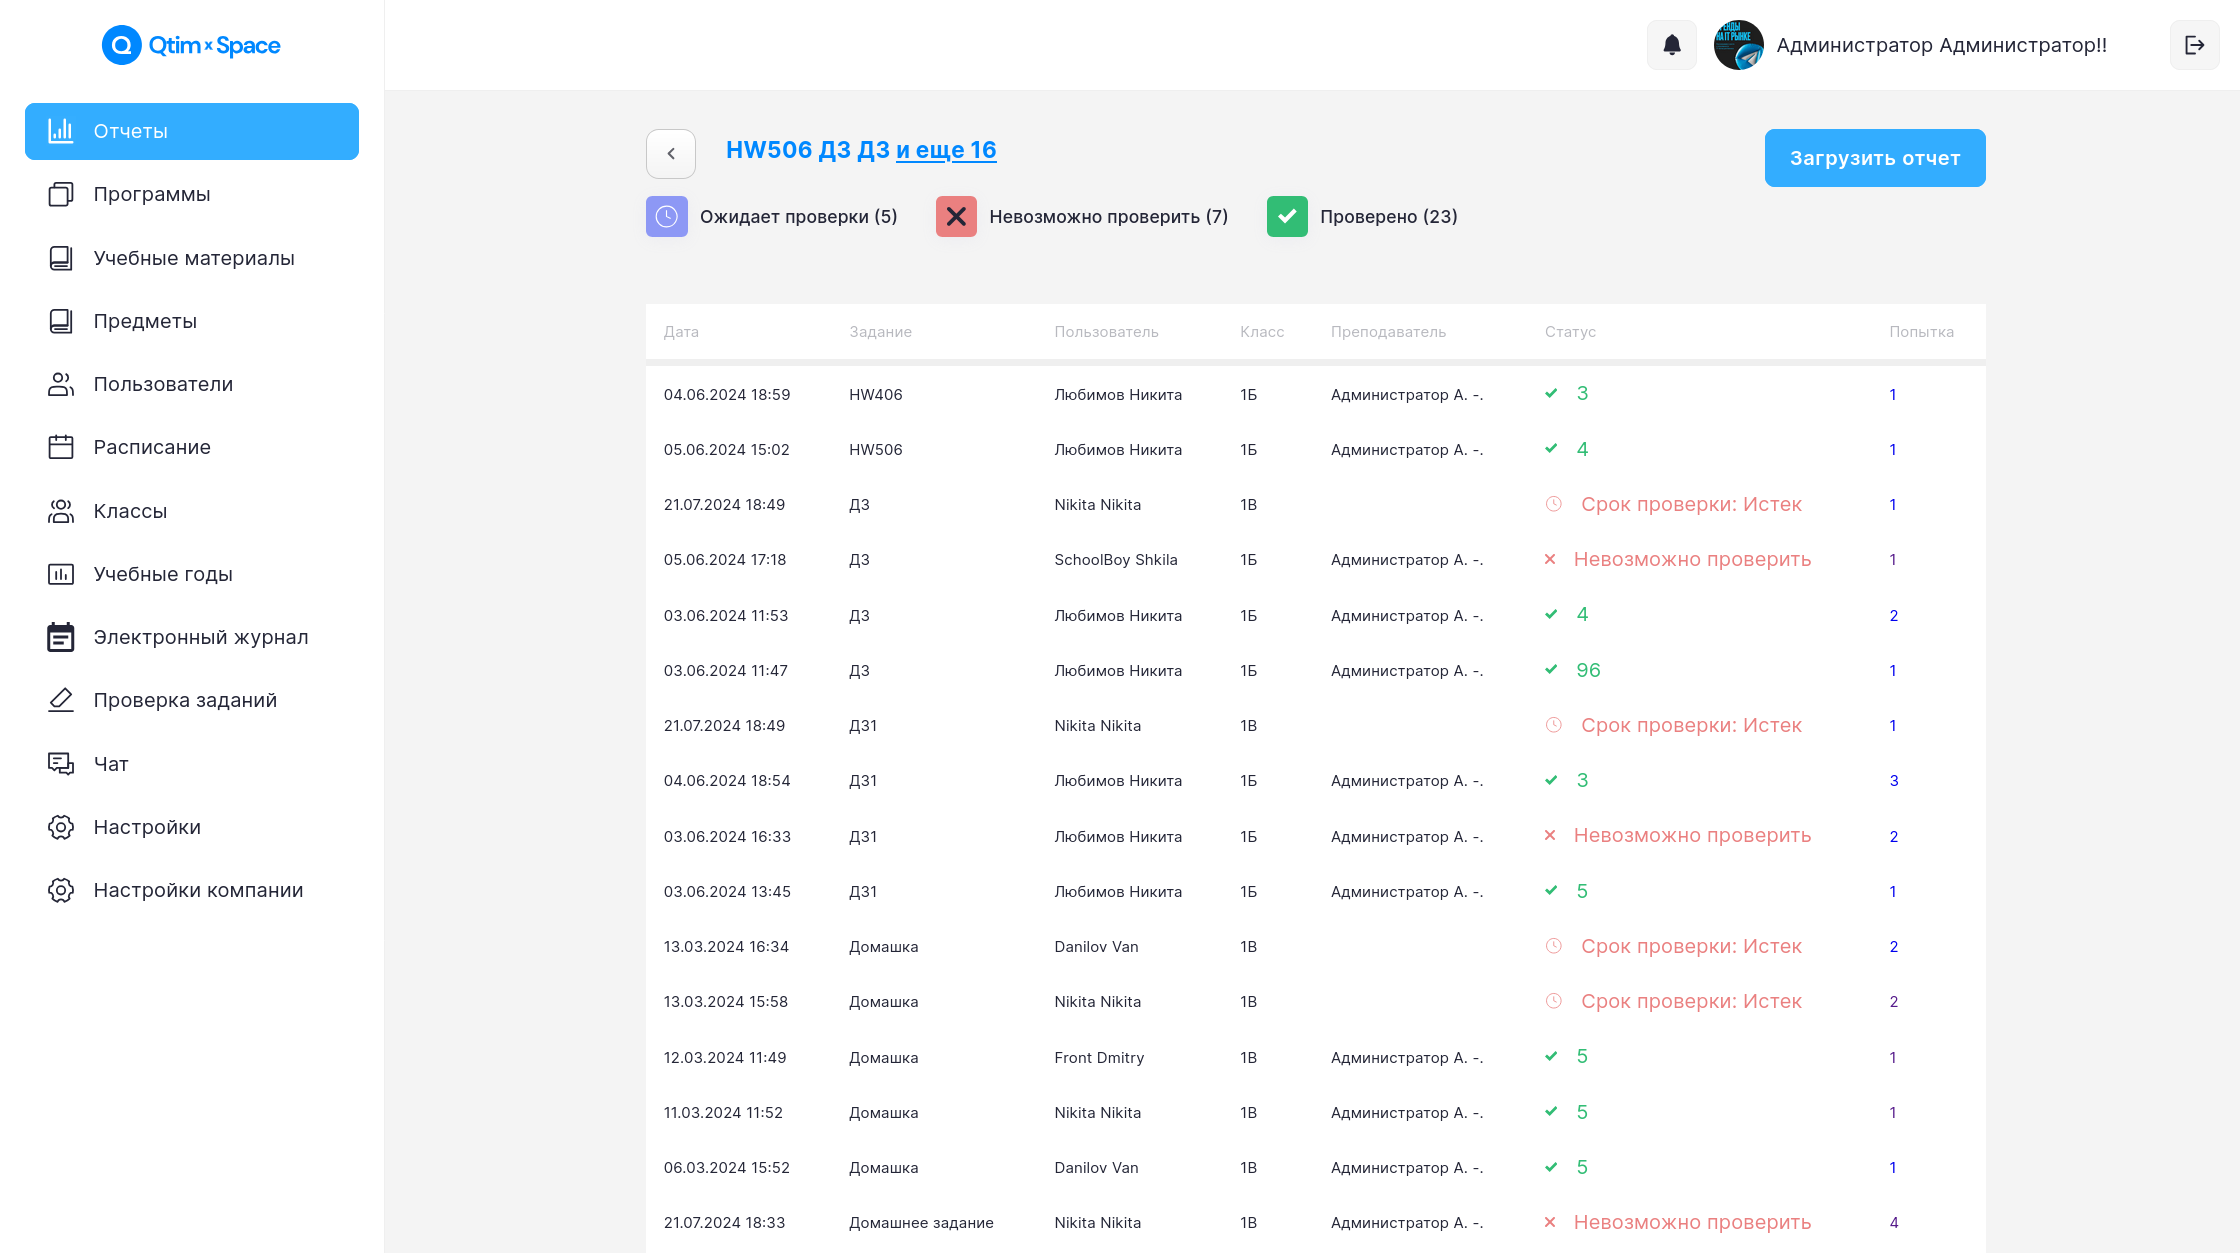 Qtim × Space
Администратор Администратор!!
Отчеты
Программы
Учебные материалы
Предметы
Пользователи
Расписание
Классы
Учебные годы
Электронный журнал
Проверка заданий
Чат
Настройки
Настройки компании
HW506 ДЗ ДЗ и еще 16
Загрузить отчет
Ожидает проверки (5) Невозможно проверить (7) Проверено (23)
Дата Задание Пользователь Класс Преподаватель Статус Попытка
04.06.2024 18:59 HW406 Любимов Никита 1Б Администратор А. -. 3 1
05.06.2024 15:02 HW506 Любимов Никита 1Б Администратор А. -. 4 1
21.07.2024 18:49 ДЗ Nikita Nikita 1В Срок проверки: Истек 1
05.06.2024 17:18 ДЗ SchoolBoy Shkila 1Б Администратор А. -. Невозможно проверить 1
03.06.2024 11:53 ДЗ Любимов Никита 1Б Администратор А. -. 4 2
03.06.2024 11:47 ДЗ Любимов Никита 1Б Администратор А. -. 96 1
21.07.2024 18:49 ДЗ1 Nikita Nikita 1В Срок проверки: Истек 1
04.06.2024 18:54 ДЗ1 Любимов Никита 1Б Администратор А. -. 3 3
03.06.2024 16:33 ДЗ1 Любимов Никита 1Б Администратор А. -. Невозможно проверить 2
03.06.2024 13:45 ДЗ1 Любимов Никита 1Б Администратор А. -. 5 1
13.03.2024 16:34 Домашка Danilov Van 1В Срок проверки: Истек 2
13.03.2024 15:58 Домашка Nikita Nikita 1В Срок проверки: Истек 2
12.03.2024 11:49 Домашка Front Dmitry 1В Администратор А. -. 5 1
11.03.2024 11:52 Домашка Nikita Nikita 1В Администратор А. -. 5 1
06.03.2024 15:52 Домашка Danilov Van 1В Администратор А. -. 5 1
21.07.2024 18:33 Домашнее задание Nikita Nikita 1В Администратор А. -. Невозможно проверить 4